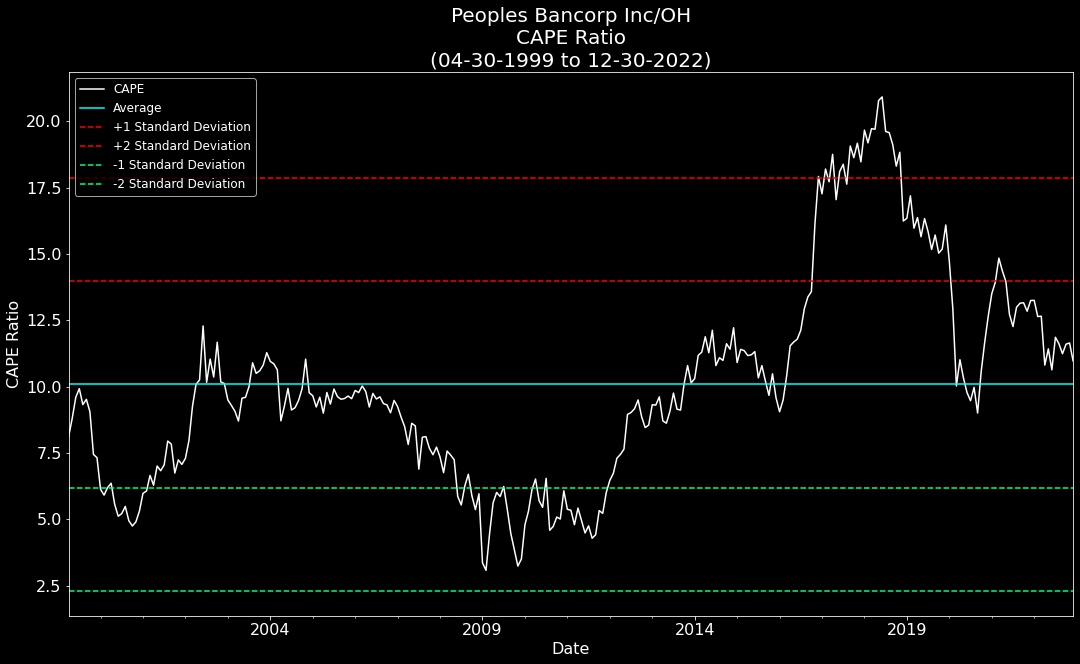 Peoples Bancorp Inc/OH
CAPE Ratio
(04-30-1999 to 12-30-2022)
CAPE
Average
+1 Standard Deviation
+2 Standard Deviation
-1 Standard Deviation
-2 Standard Deviation
20.0
17.5
15.0
12.5
10.0
7.5
5.0
2.5
CAPE Ratio
2004
2009
2014
2019
Date